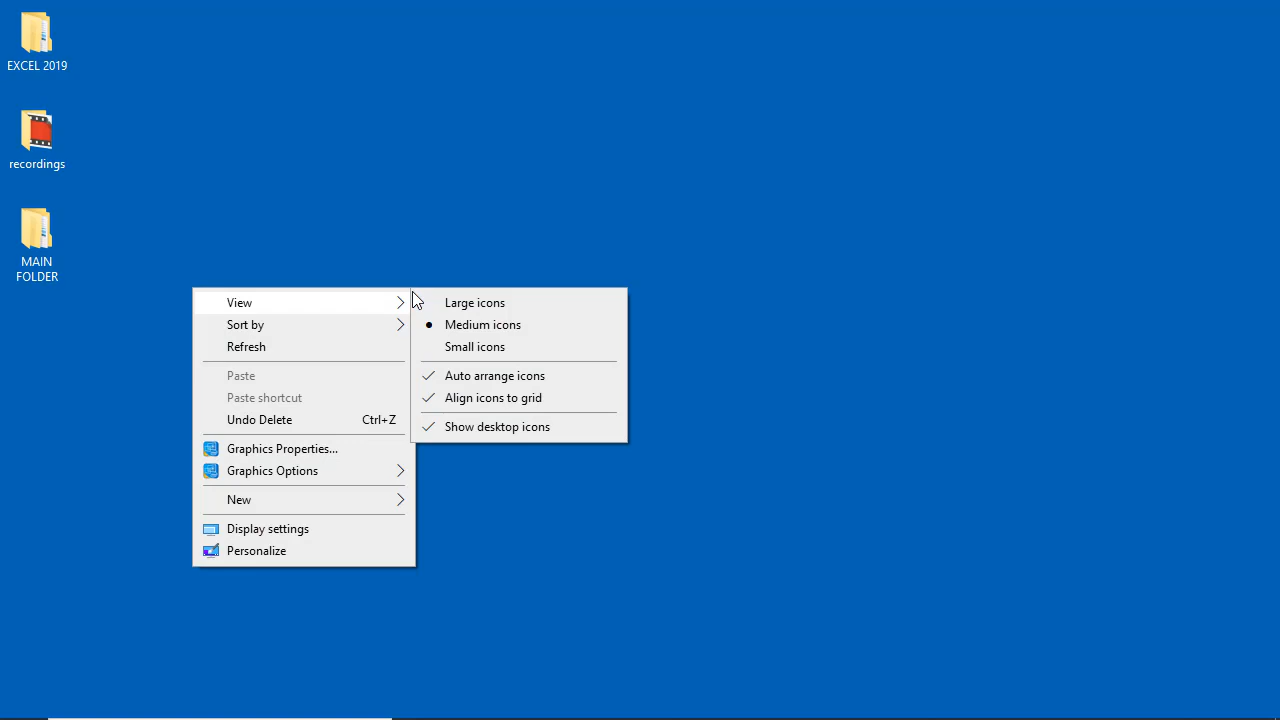 EXCEL 2019
recordings
MAIN
FOLDER
View
Sort by
Refresh
Paste
Paste shortcut
Undo Delete Ctrl+Z
Graphics Properties...
Graphics Options
New
Display settings
Personalize
Large icons
Medium icons
Small icons
Auto arrange icons
Align icons to grid
Show desktop icons